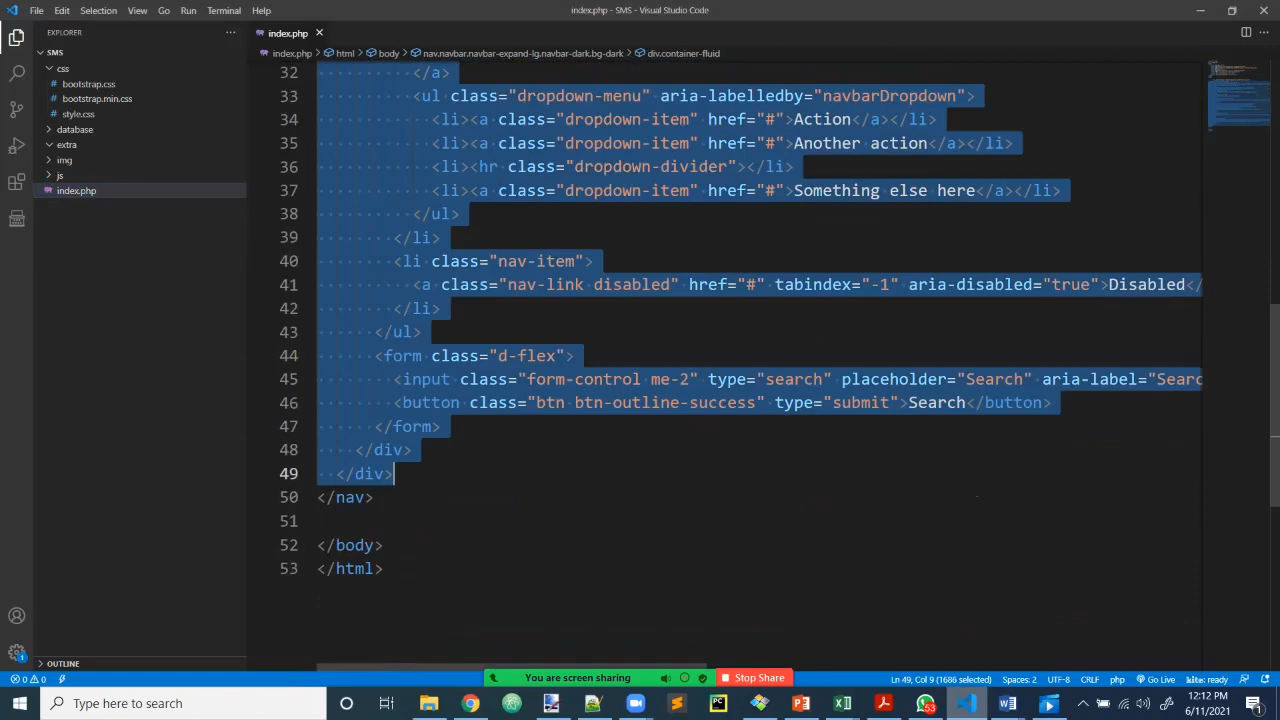 File Edit Selection View Go Run Terminal Help
index.php - SMS - Visual Studio Code
EXPLORER
SMS
css
bootstrap.css
bootstrap.min.css
style.css
database
extra
img
js
index.php
OUTLINE
index.php
index.php > html > body > nav.navbar.navbar-expand-lg.navbar-dark.bg-dark > div.container-fluid
32 </a>
33 <ul class="dropdown-menu" aria-labelledby="navbarDropdown">
34 <li><a class="dropdown-item" href="#">Action</a></li>
35 <li><a class="dropdown-item" href="#">Another action</a></li>
36 <li><hr class="dropdown-divider"></li>
37 <li><a class="dropdown-item" href="#">Something else here</a></li>
38 </ul>
39 </li>
40 <li class="nav-item">
41 <a class="nav-link disabled" href="#" tabindex="-1" aria-disabled="true">Disabled</
42 </li>
43 </ul>
44 <form class="d-flex">
45 <input class="form-control me-2" type="search" placeholder="Search" aria-label="Searc
46 <button class="btn btn-outline-success" type="submit">Search</button>
47 </form>
48 </div>
49 </div>
50 </nav>
51
52 </body>
53 </html>
You are screen sharing
Stop Share
0 0
Ln 49, Col 9 (1686 selected) Spaces: 2 UTF-8 CRLF php Go Live kite: ready
Type here to search
53
12:12 PM
6/11/2021
1
1